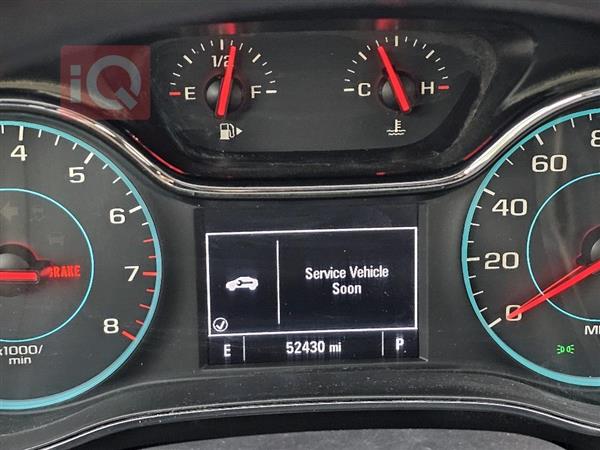 iQ
1/2
E F
C H
4
5
6
7
8
x1000/
min
BRAKE
Service Vehicle
Soon
E 52430 mi P
0
20
40
60